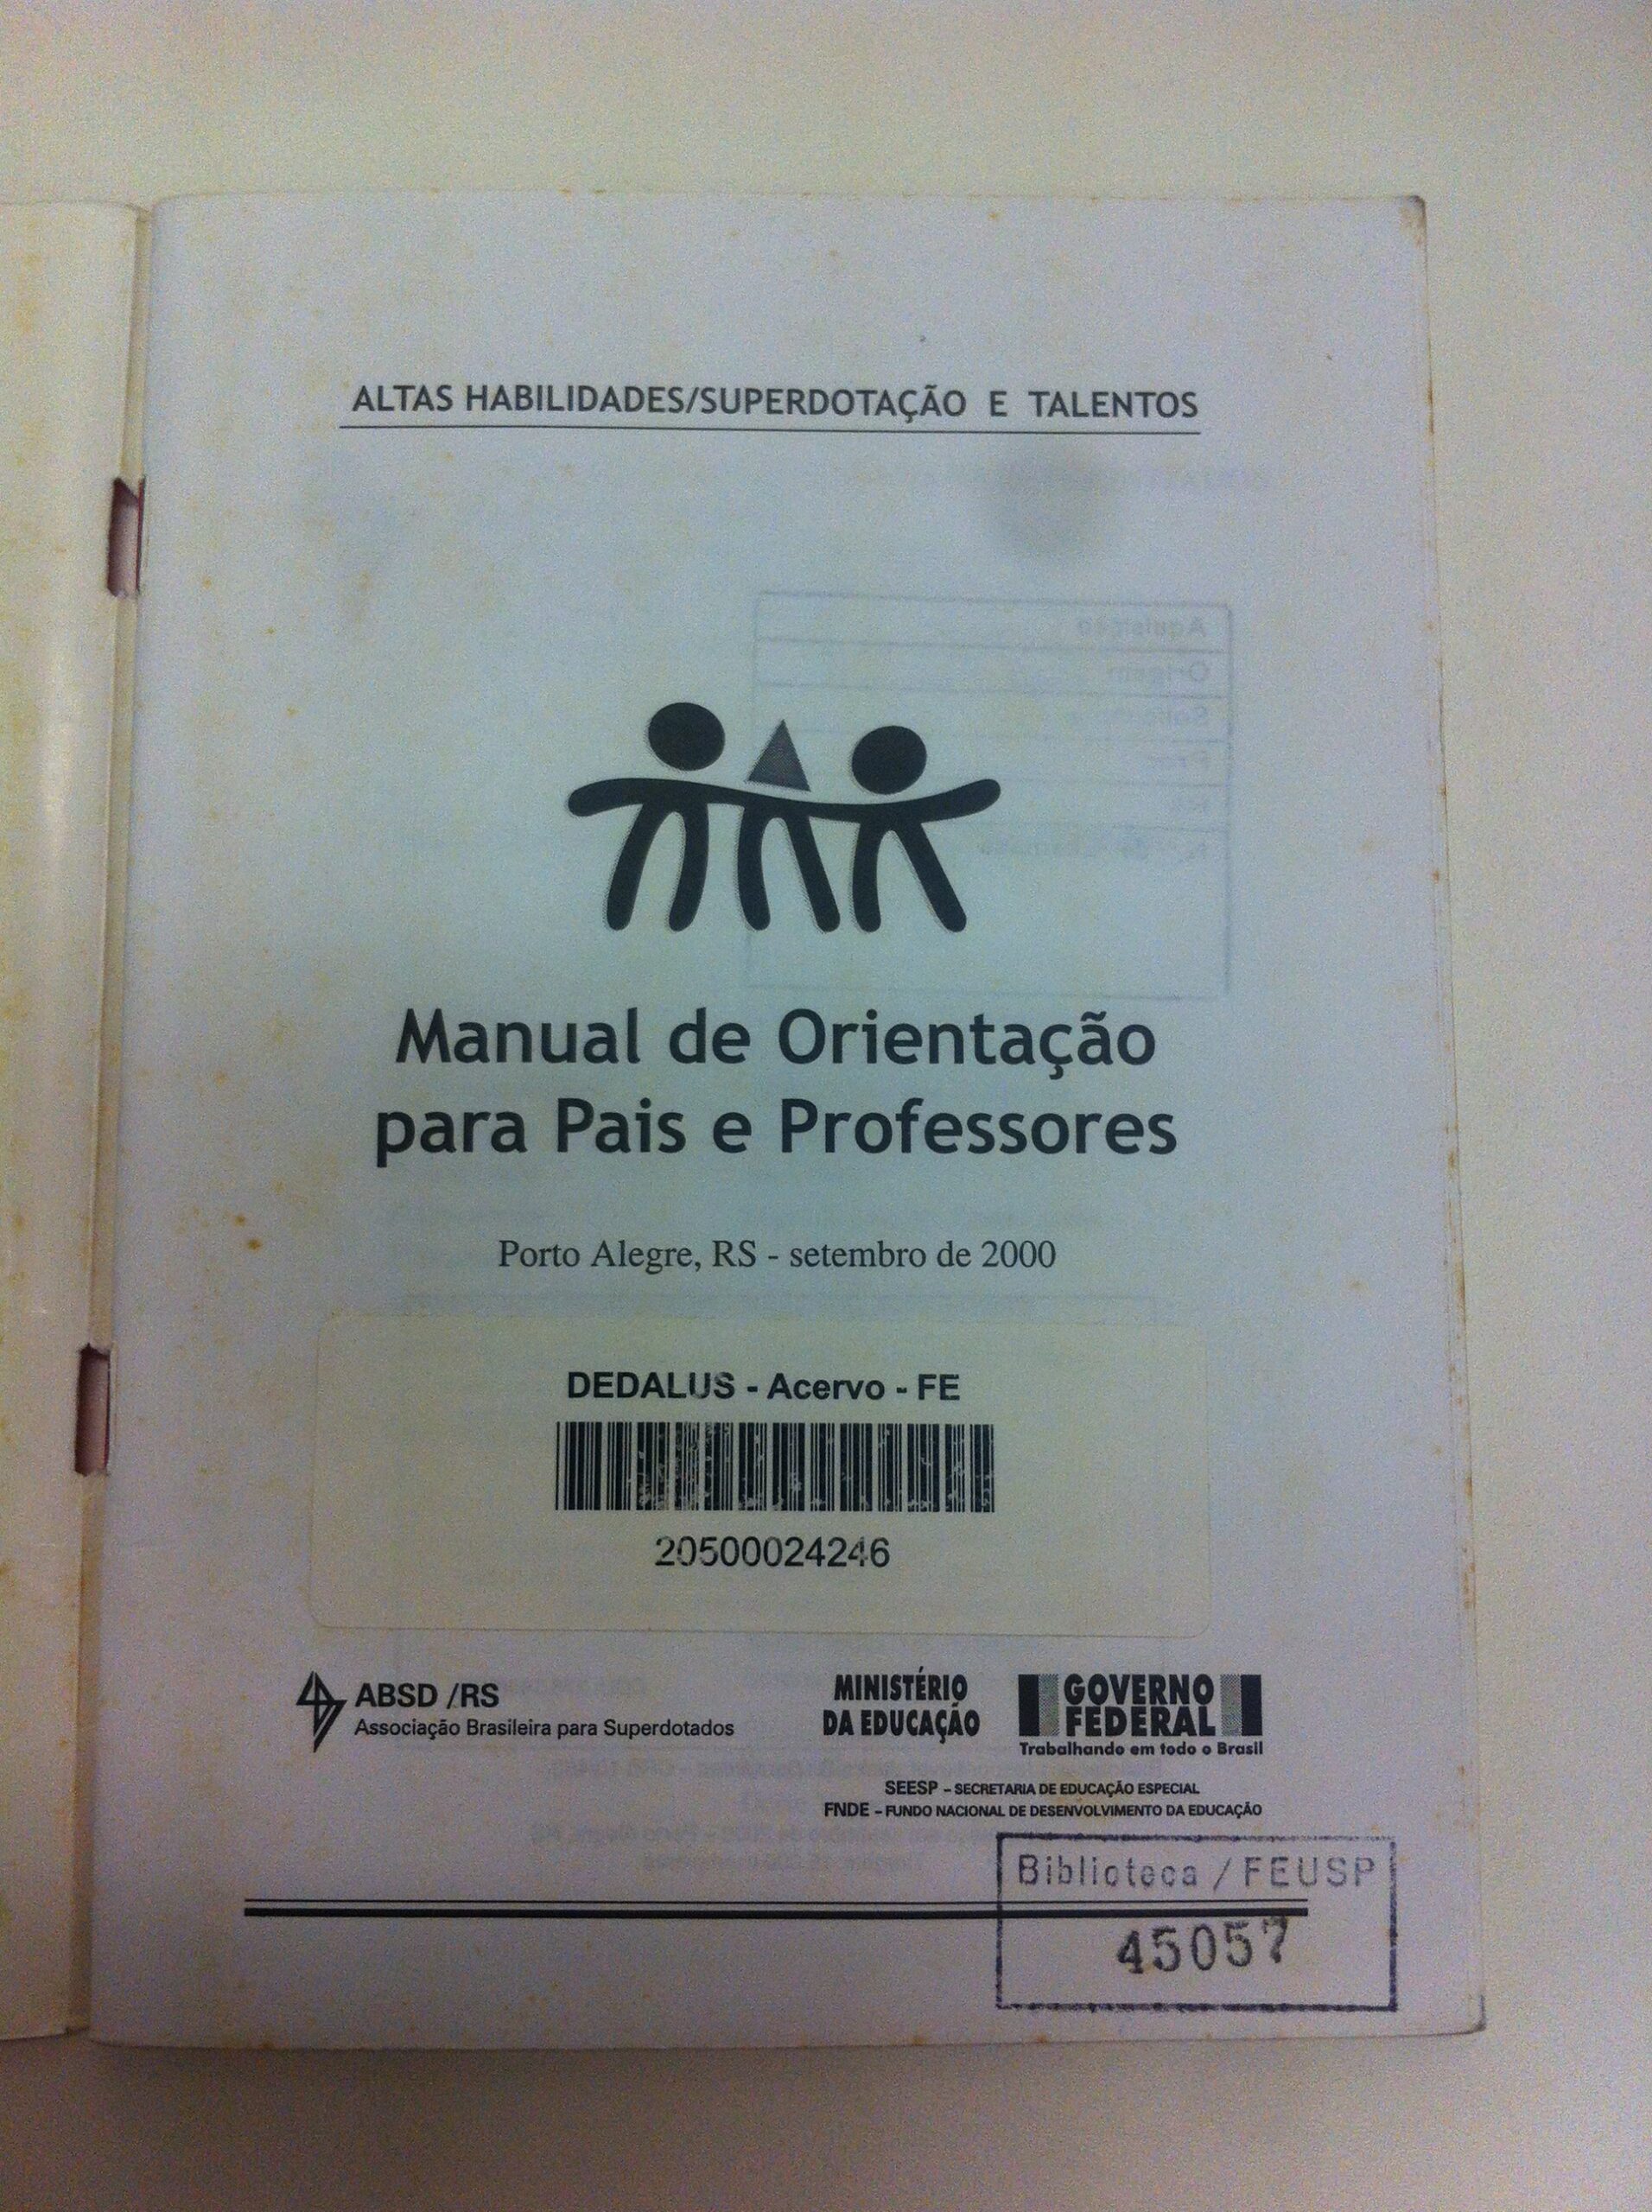 ALTAS HABILIDADES/SUPERDOTAÇÃO E TALENTOS
Manual de Orientação
para Pais e Professores
Porto Alegre, RS - setembro de 2000
DEDALUS - Acervo - FE
20500024246
ABSD /RS
Associação Brasileira para Superdotados
MINISTÉRIO
DA EDUCAÇÃO
GOVERNO
FEDERAL
Trabalhando em todo o Brasil
SEESP - SECRETARIA DE EDUCAÇÃO ESPECIAL
FNDE - FUNDO NACIONAL DE DESENVOLVIMENTO DA EDUCAÇÃO
Biblioteca / FEUSP
45057